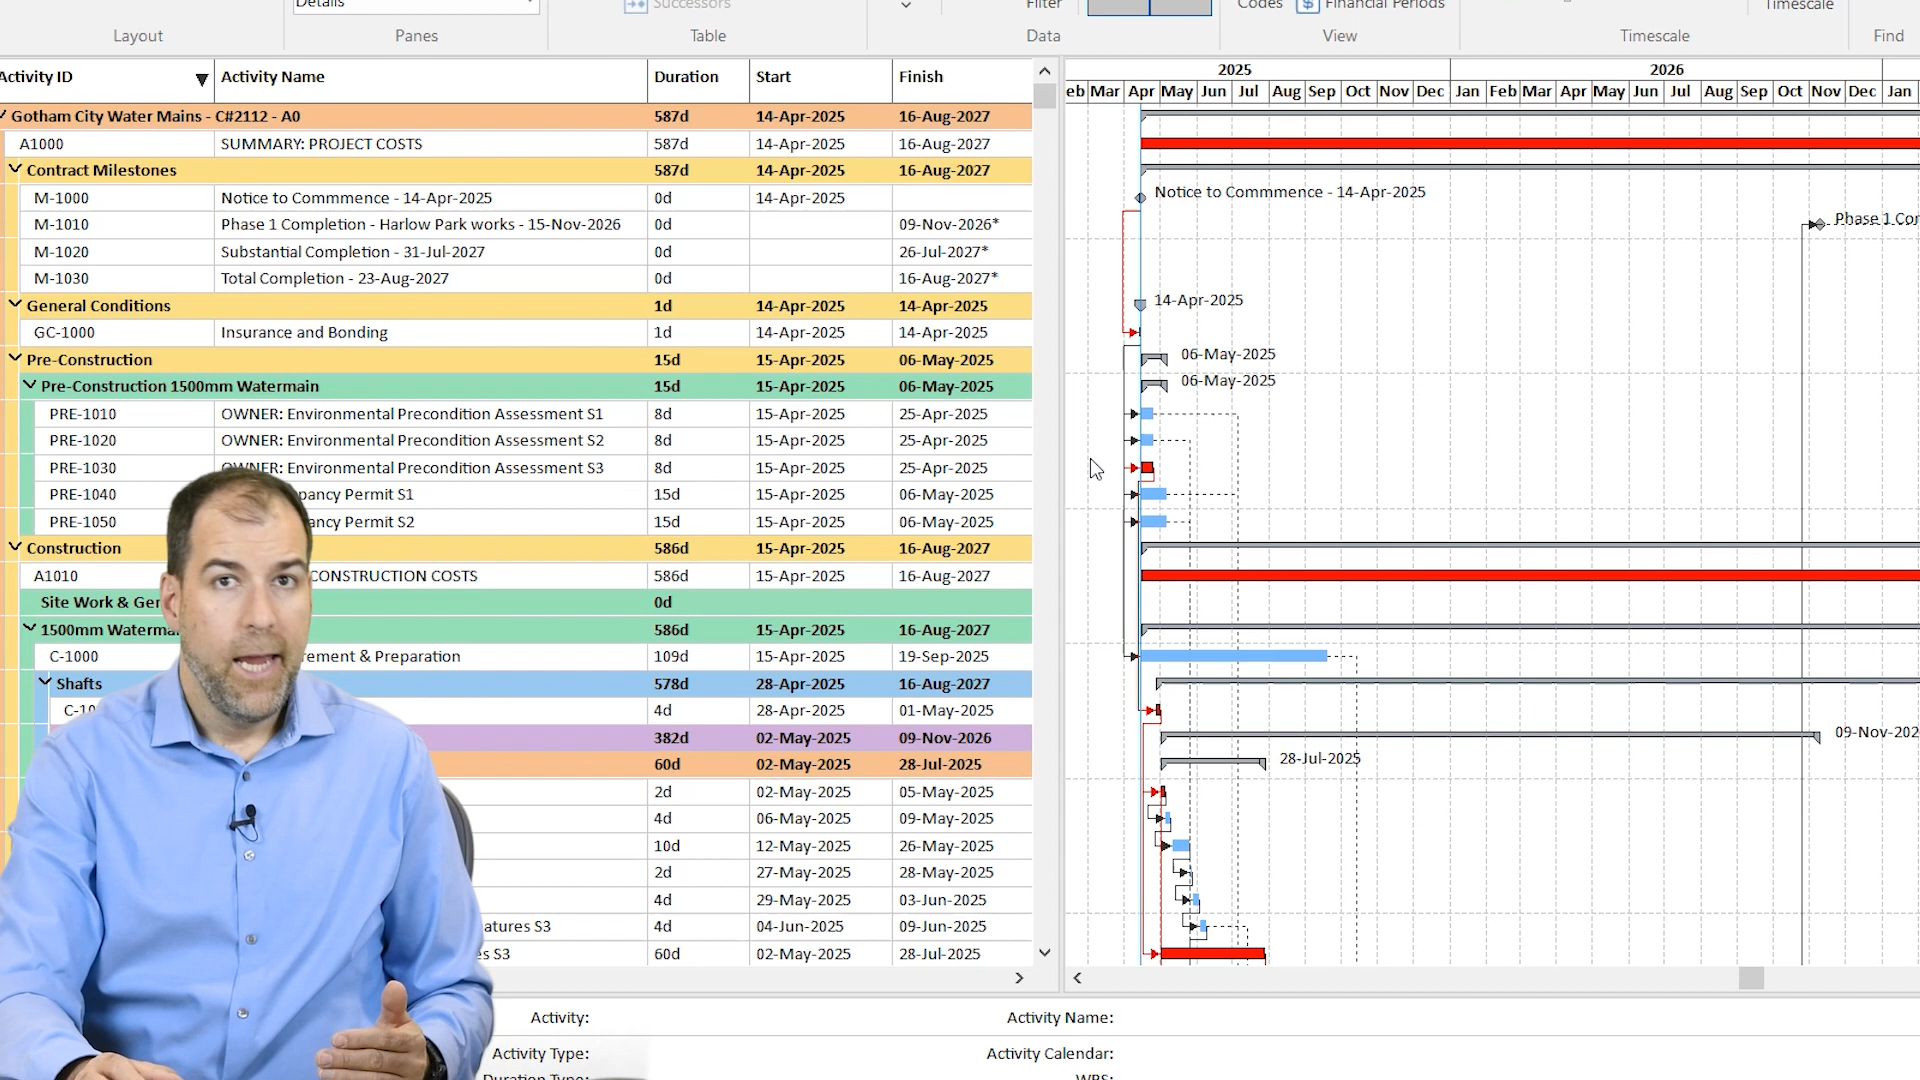 Details
Successors
Filter
Codes
Financial Periods
Timescale
Layout
Panes
Table
Data
View
Timescale
Find
Activity ID Activity Name Duration Start Finish
2025 2026
eb Mar Apr May Jun Jul Aug Sep Oct Nov Dec Jan Feb Mar Apr May Jun Jul Aug Sep Oct Nov Dec Jan
Gotham City Water Mains - C#2112 - A0 587d 14-Apr-2025 16-Aug-2027
A1000 SUMMARY: PROJECT COSTS 587d 14-Apr-2025 16-Aug-2027
Contract Milestones 587d 14-Apr-2025 16-Aug-2027
M-1000 Notice to Commmence - 14-Apr-2025 0d 14-Apr-2025
Notice to Commmence - 14-Apr-2025
M-1010 Phase 1 Completion - Harlow Park works - 15-Nov-2026 0d 09-Nov-2026*
Phase 1 Cor
M-1020 Substantial Completion - 31-Jul-2027 0d 26-Jul-2027*
M-1030 Total Completion - 23-Aug-2027 0d 16-Aug-2027*
General Conditions 1d 14-Apr-2025 14-Apr-2025
14-Apr-2025
GC-1000 Insurance and Bonding 1d 14-Apr-2025 14-Apr-2025
Pre-Construction 15d 15-Apr-2025 06-May-2025
06-May-2025
Pre-Construction 1500mm Watermain 15d 15-Apr-2025 06-May-2025
06-May-2025
PRE-1010 OWNER: Environmental Precondition Assessment S1 8d 15-Apr-2025 25-Apr-2025
PRE-1020 OWNER: Environmental Precondition Assessment S2 8d 15-Apr-2025 25-Apr-2025
PRE-1030 OWNER: Environmental Precondition Assessment S3 8d 15-Apr-2025 25-Apr-2025
PRE-1040 pancy Permit S1 15d 15-Apr-2025 06-May-2025
PRE-1050 ancy Permit S2 15d 15-Apr-2025 06-May-2025
Construction 586d 15-Apr-2025 16-Aug-2027
A1010 CONSTRUCTION COSTS 586d 15-Apr-2025 16-Aug-2027
Site Work & Ger 0d
1500mm Waterma 586d 15-Apr-2025 16-Aug-2027
C-1000 rement & Preparation 109d 15-Apr-2025 19-Sep-2025
Shafts 578d 28-Apr-2025 16-Aug-2027
C-10 4d 28-Apr-2025 01-May-2025
382d 02-May-2025 09-Nov-2026
09-Nov-202
60d 02-May-2025 28-Jul-2025
28-Jul-2025
2d 02-May-2025 05-May-2025
4d 06-May-2025 09-May-2025
10d 12-May-2025 26-May-2025
2d 27-May-2025 28-May-2025
4d 29-May-2025 03-Jun-2025
atures S3 4d 04-Jun-2025 09-Jun-2025
es S3 60d 02-May-2025 28-Jul-2025
Activity: Activity Name:
Activity Type: Activity Calendar:
Duration Type: WBS: